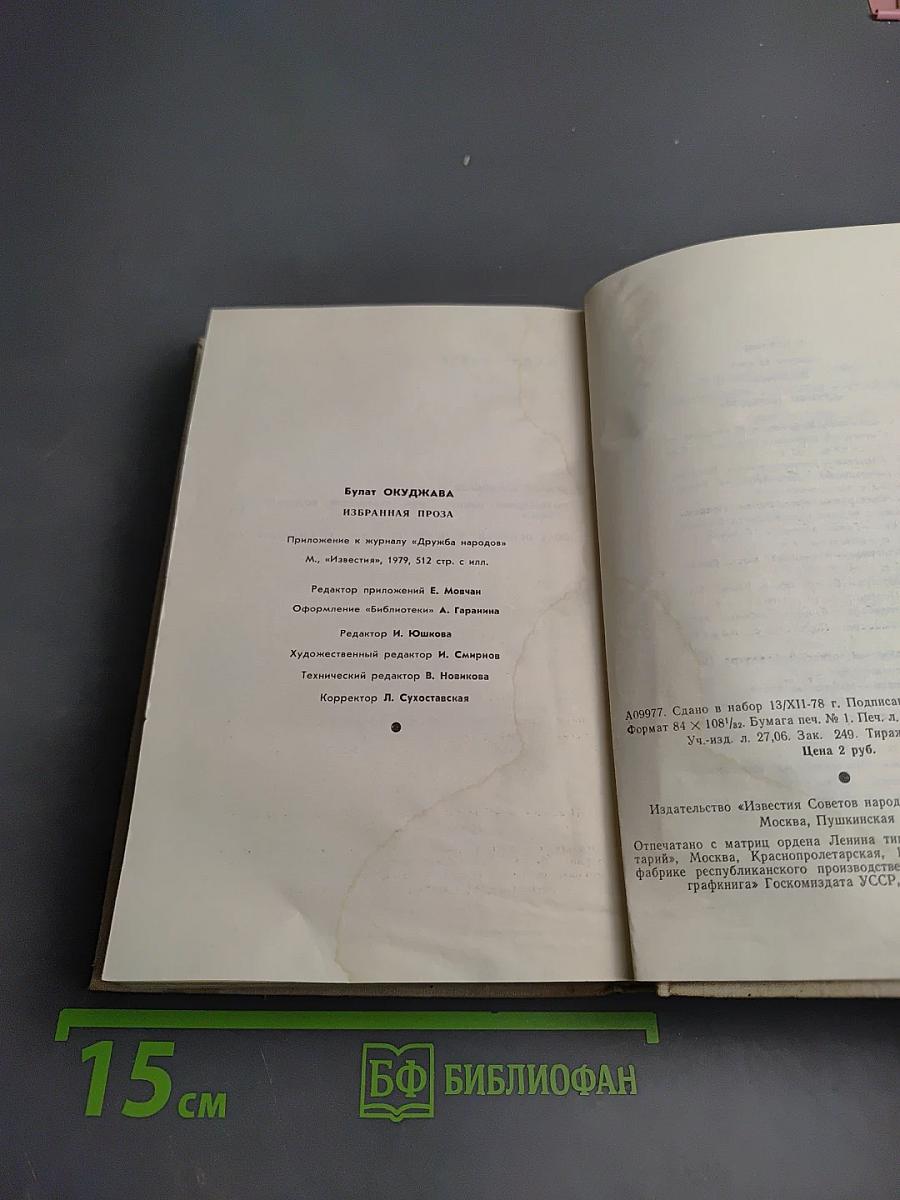 Булат ОКУДЖАВА
ИЗБРАННАЯ ПРОЗА
Приложение к журналу «Дружба народов»
М., «Известия», 1979, 512 стр. с илл.
Редактор приложений Е. Мовчан
Оформление «Библиотеки» А. Гаранина
Редактор И. Юшкова
Художественный редактор И. Смирнов
Технический редактор В. Новикова
Корректор Л. Сухоставская
А09977. Сдано в набор 13/XII-78 г. Подписа
Формат 84 × 108¹/₃₂. Бумага печ. № 1. Печ. л.
Уч.-изд. л. 27,06. Зак. 249. Тираж
Цена 2 руб.
Издательство «Известия Советов народ
Москва, Пушкинская
Отпечатано с матриц ордена Ленина ти
тарий», Москва, Краснопролетарская,
фабрике республиканского производстве
графкнига» Госкомиздата УССР,
15 см
БФ БИБЛИОФАН